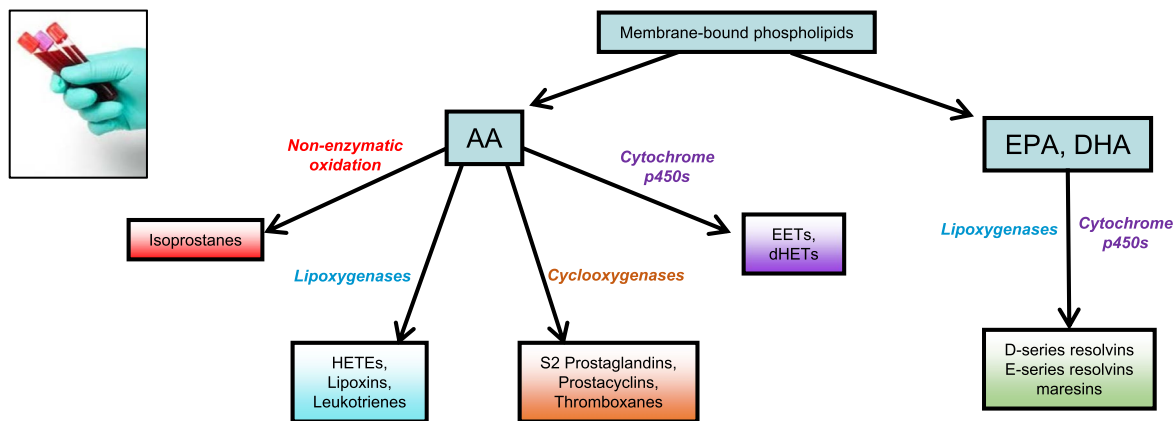 Membrane-bound phospholipids
AA
EPA, DHA
Non-enzymatic
oxidation
Cytochrome
p450s
Isoprostanes
EETs,
dHETs
Lipoxygenases
Cyclooxygenases
Lipoxygenases
Cytochrome
p450s
HETEs,
Lipoxins,
Leukotrienes
S2 Prostaglandins,
Prostacyclins,
Thromboxanes
D-series resolvins
E-series resolvins
maresins